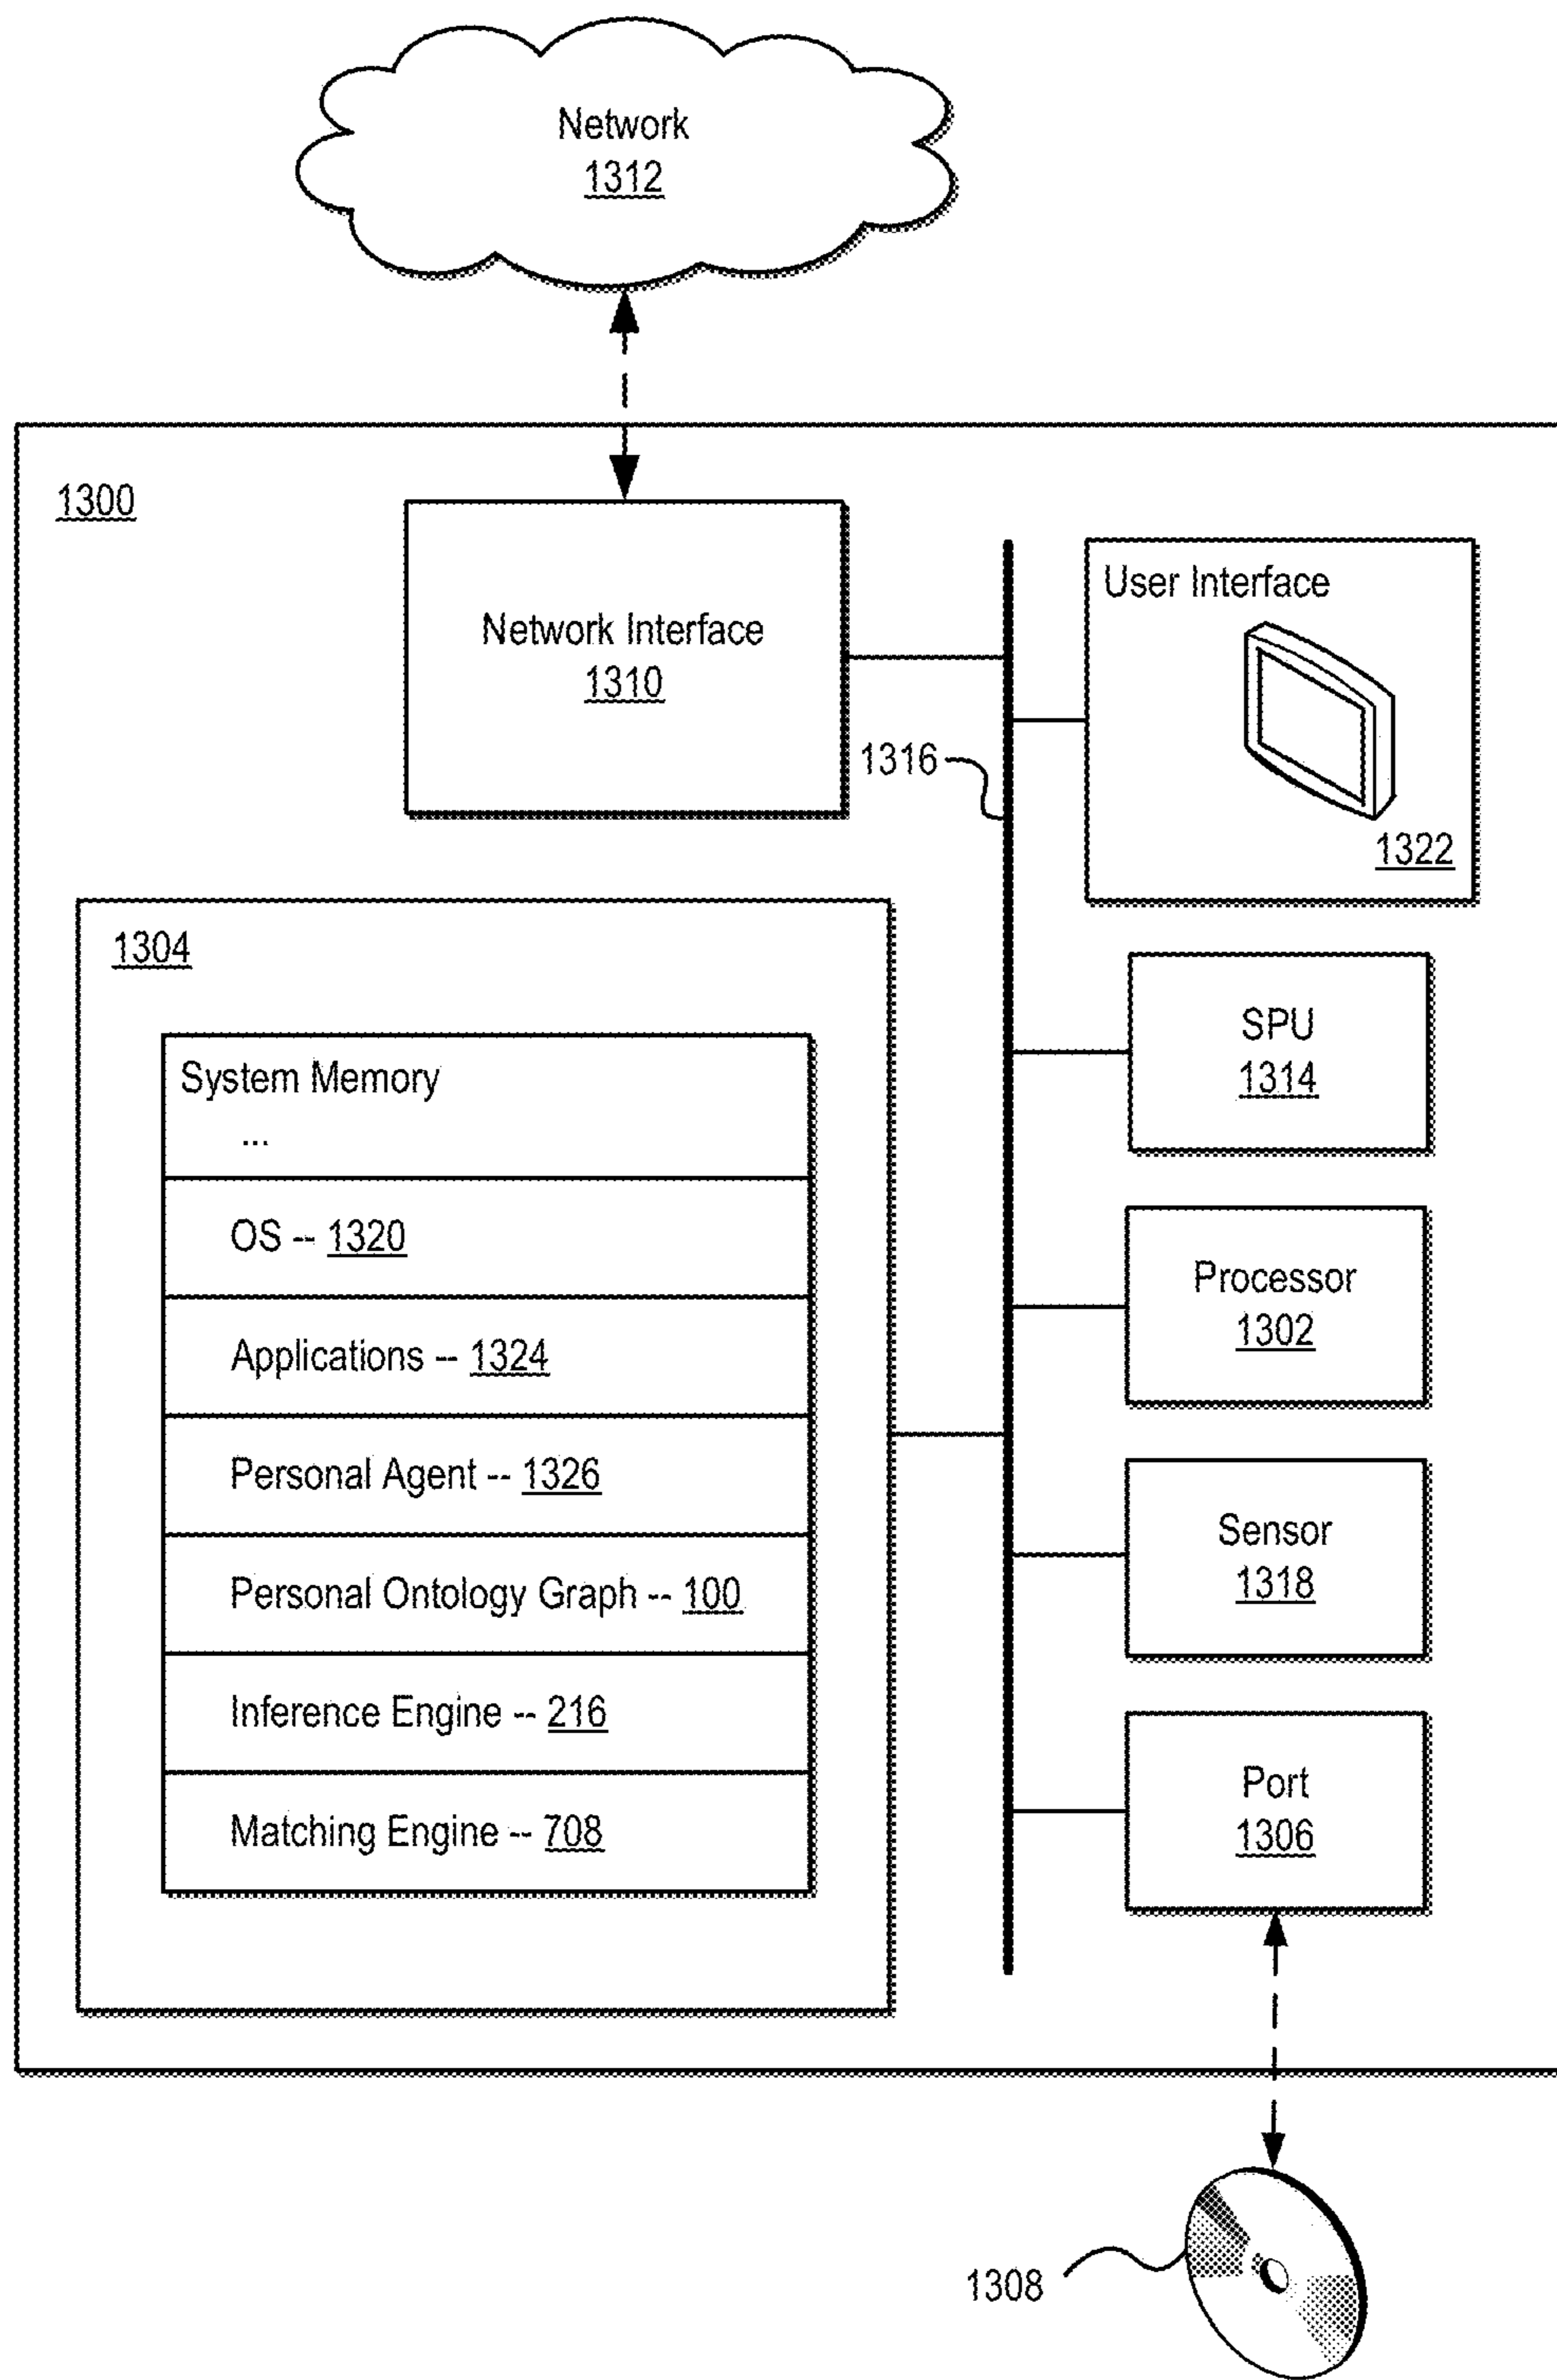 Network
1312
1300
Network Interface
1310
1316
User Interface
1322
1304
System Memory
...
OS -- 1320
Applications -- 1324
Personal Agent -- 1326
Personal Ontology Graph -- 100
Inference Engine -- 216
Matching Engine -- 708
SPU
1314
Processor
1302
Sensor
1318
Port
1306
1308